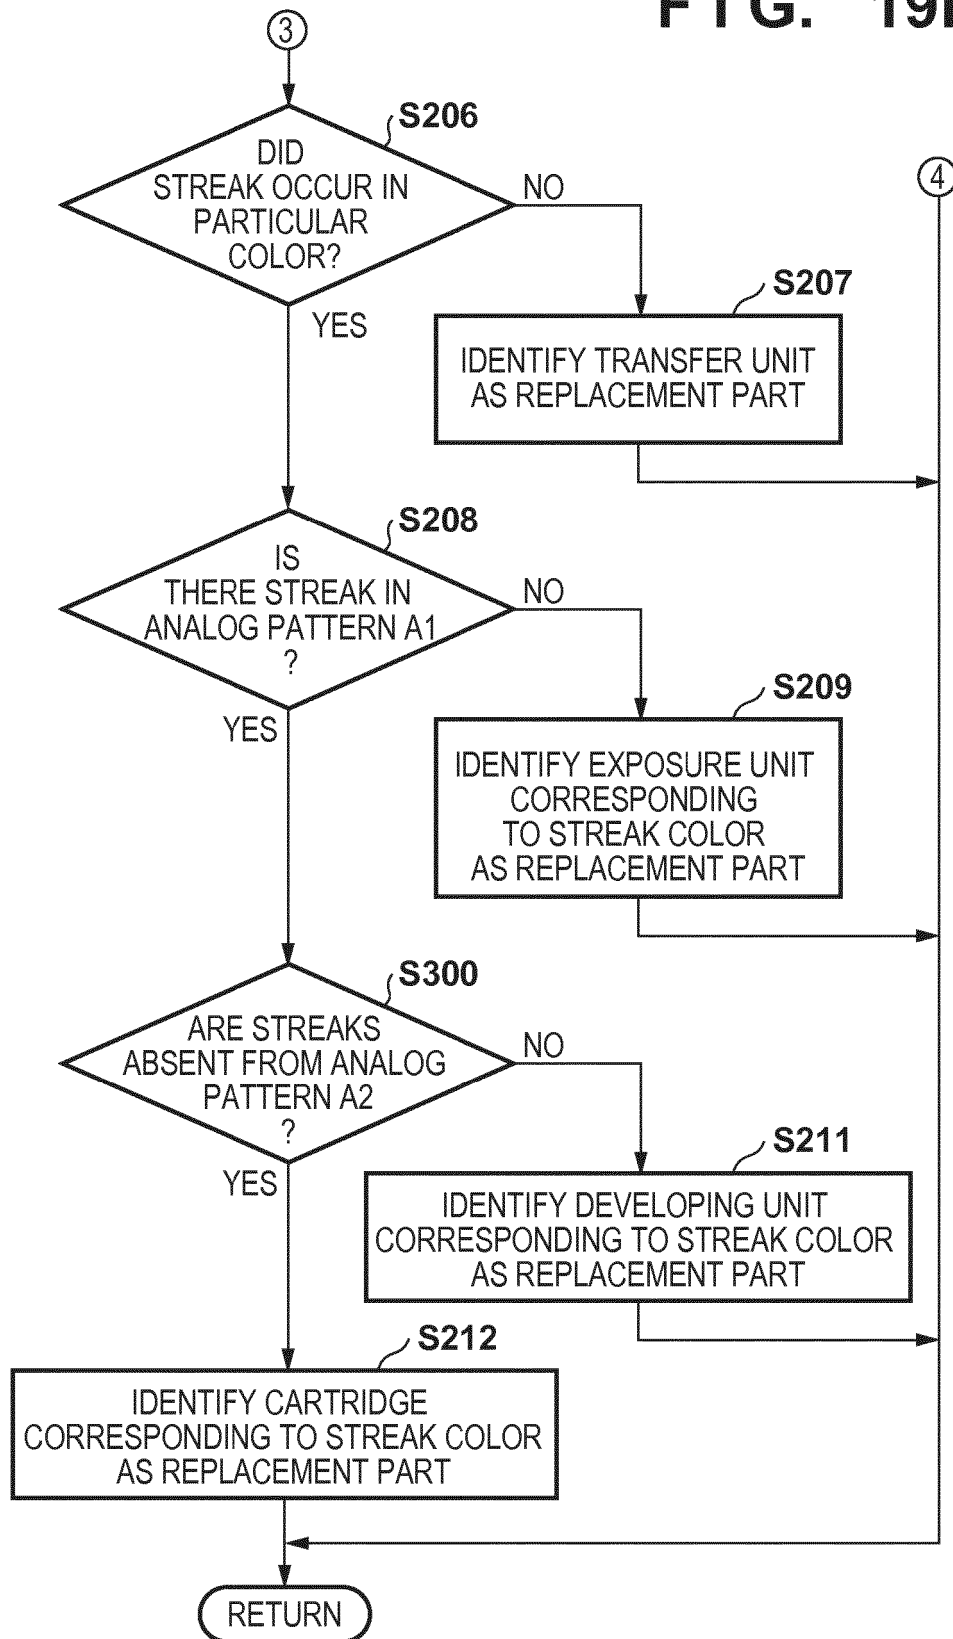 FIG. 19
3
S206
DID
STREAK OCCUR IN
PARTICULAR
COLOR?
NO
4
YES
S207
IDENTIFY TRANSFER UNIT
AS REPLACEMENT PART
S208
IS
THERE STREAK IN
ANALOG PATTERN A1
?
NO
YES
S209
IDENTIFY EXPOSURE UNIT
CORRESPONDING
TO STREAK COLOR
AS REPLACEMENT PART
S300
ARE STREAKS
ABSENT FROM ANALOG
PATTERN A2
?
NO
YES
S211
IDENTIFY DEVELOPING UNIT
CORRESPONDING TO STREAK COLOR
AS REPLACEMENT PART
S212
IDENTIFY CARTRIDGE
CORRESPONDING TO STREAK COLOR
AS REPLACEMENT PART
RETURN